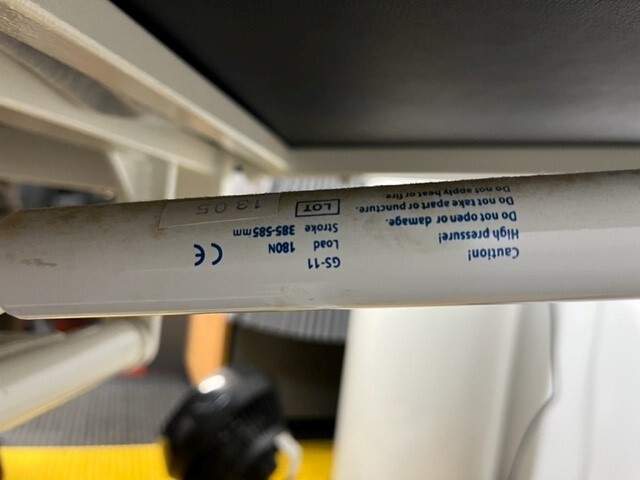 Caution!
High pressure!
Do not open or damage.
Do not take apart or puncture.
Do not apply heat or fire.
GS-11
Load 180N
Stroke 385-585mm
LOT 13 05
CE